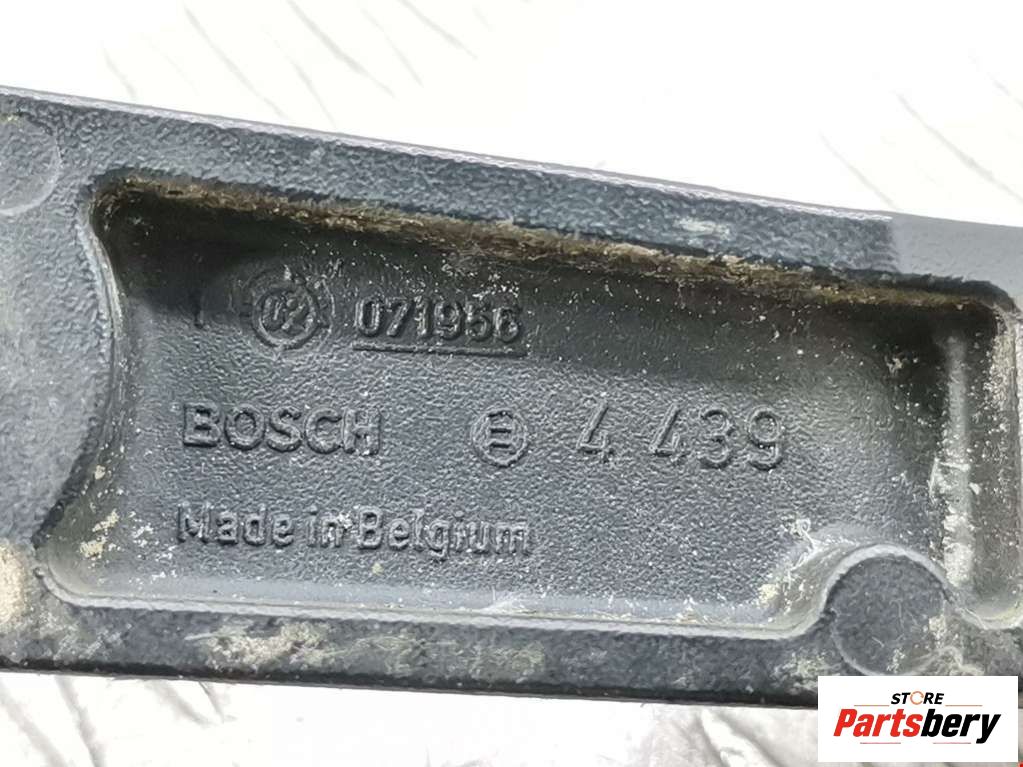 02 071956
BOSCH E 4 439
Made in Belgium
STORE
Partsbery